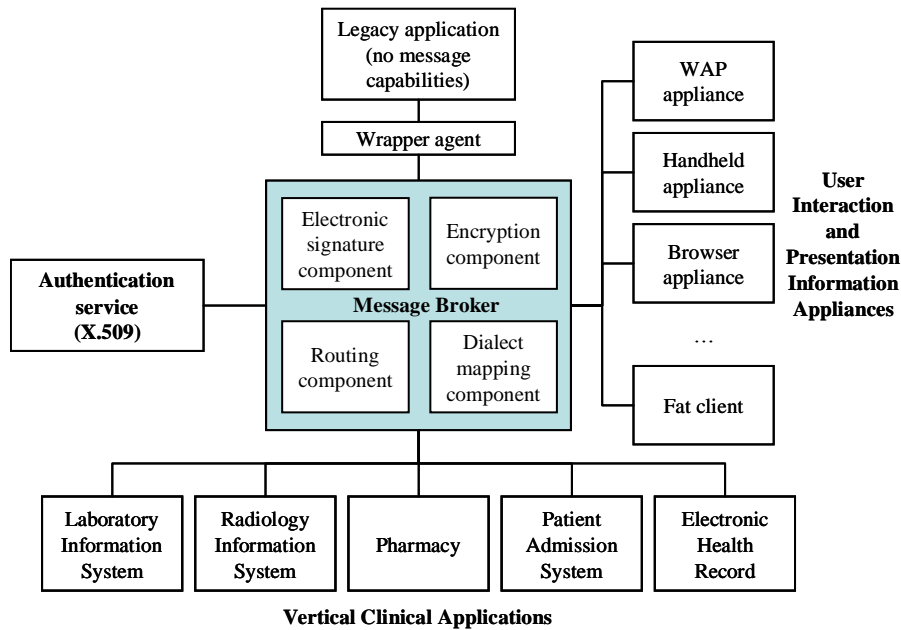 Legacy application
(no message
capabilities)
Wrapper agent
Electronic
signature
component
Encryption
component
Message Broker
Routing
component
Dialect
mapping
component
Authentication
service
(X.509)
WAP
appliance
Handheld
appliance
Browser
appliance
…
Fat client
User
Interaction
and
Presentation
Information
Appliances
Laboratory
Information
System
Radiology
Information
System
Pharmacy
Patient
Admission
System
Electronic
Health
Record
Vertical Clinical Applications